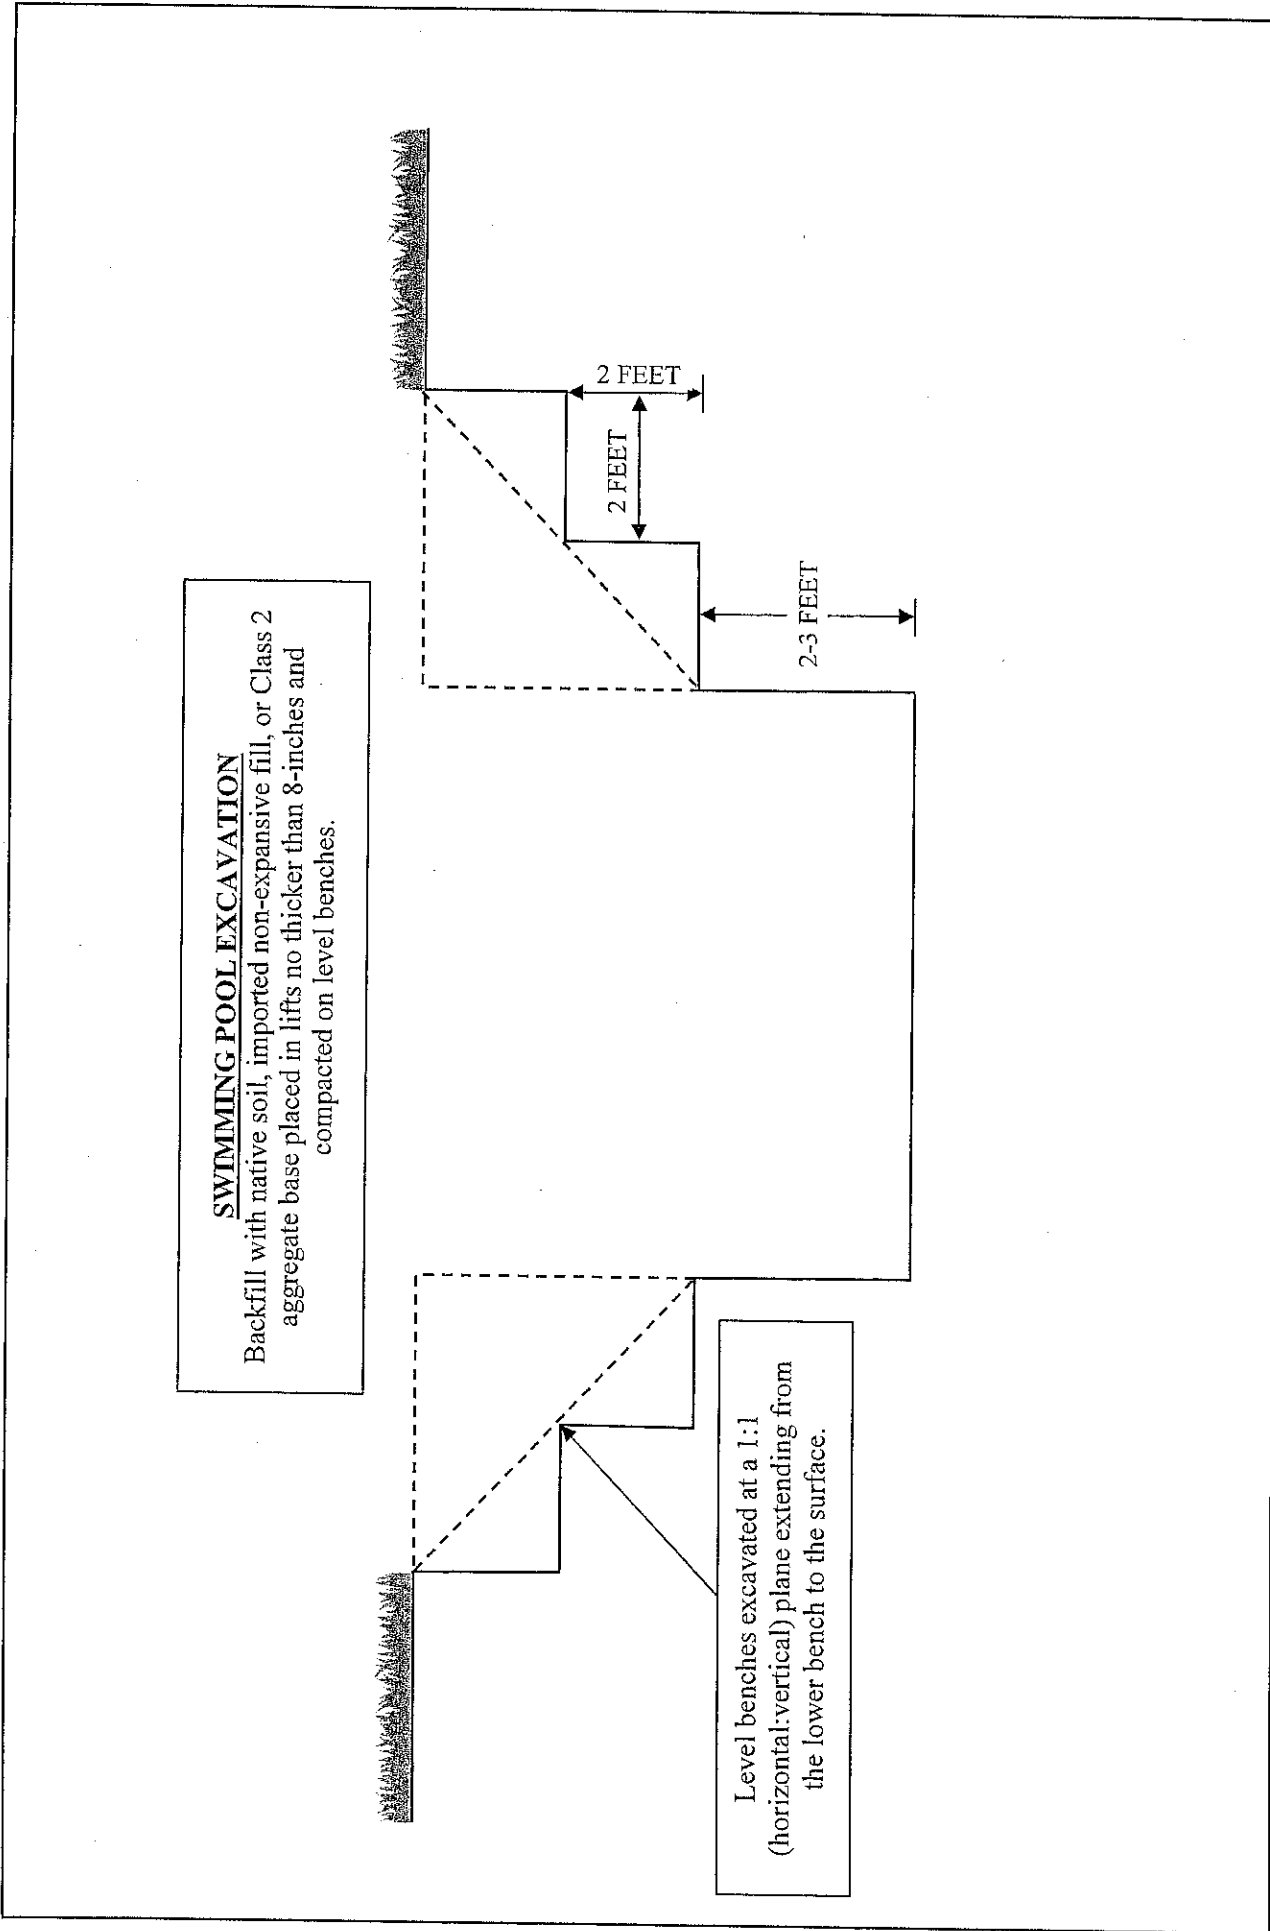 SWIMMING POOL EXCAVATION
Backfill with native soil, imported non-expansive fill, or Class 2
aggregate base placed in lifts no thicker than 8-inches and
compacted on level benches.
2 FEET
2 FEET
2-3 FEET
Level benches excavated at a 1:1
(horizontal:vertical) plane extending from
the lower bench to the surface.